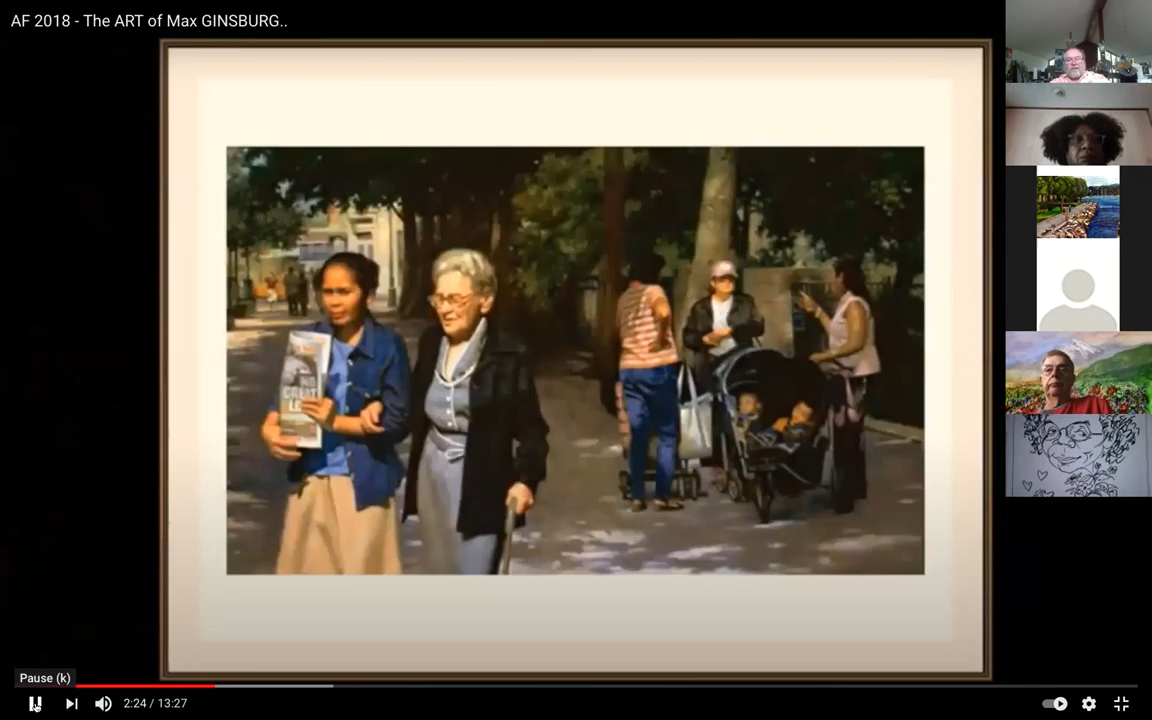 AF 2018 - The ART of Max GINSBURG..
Pause (k)
2:24 / 13:27